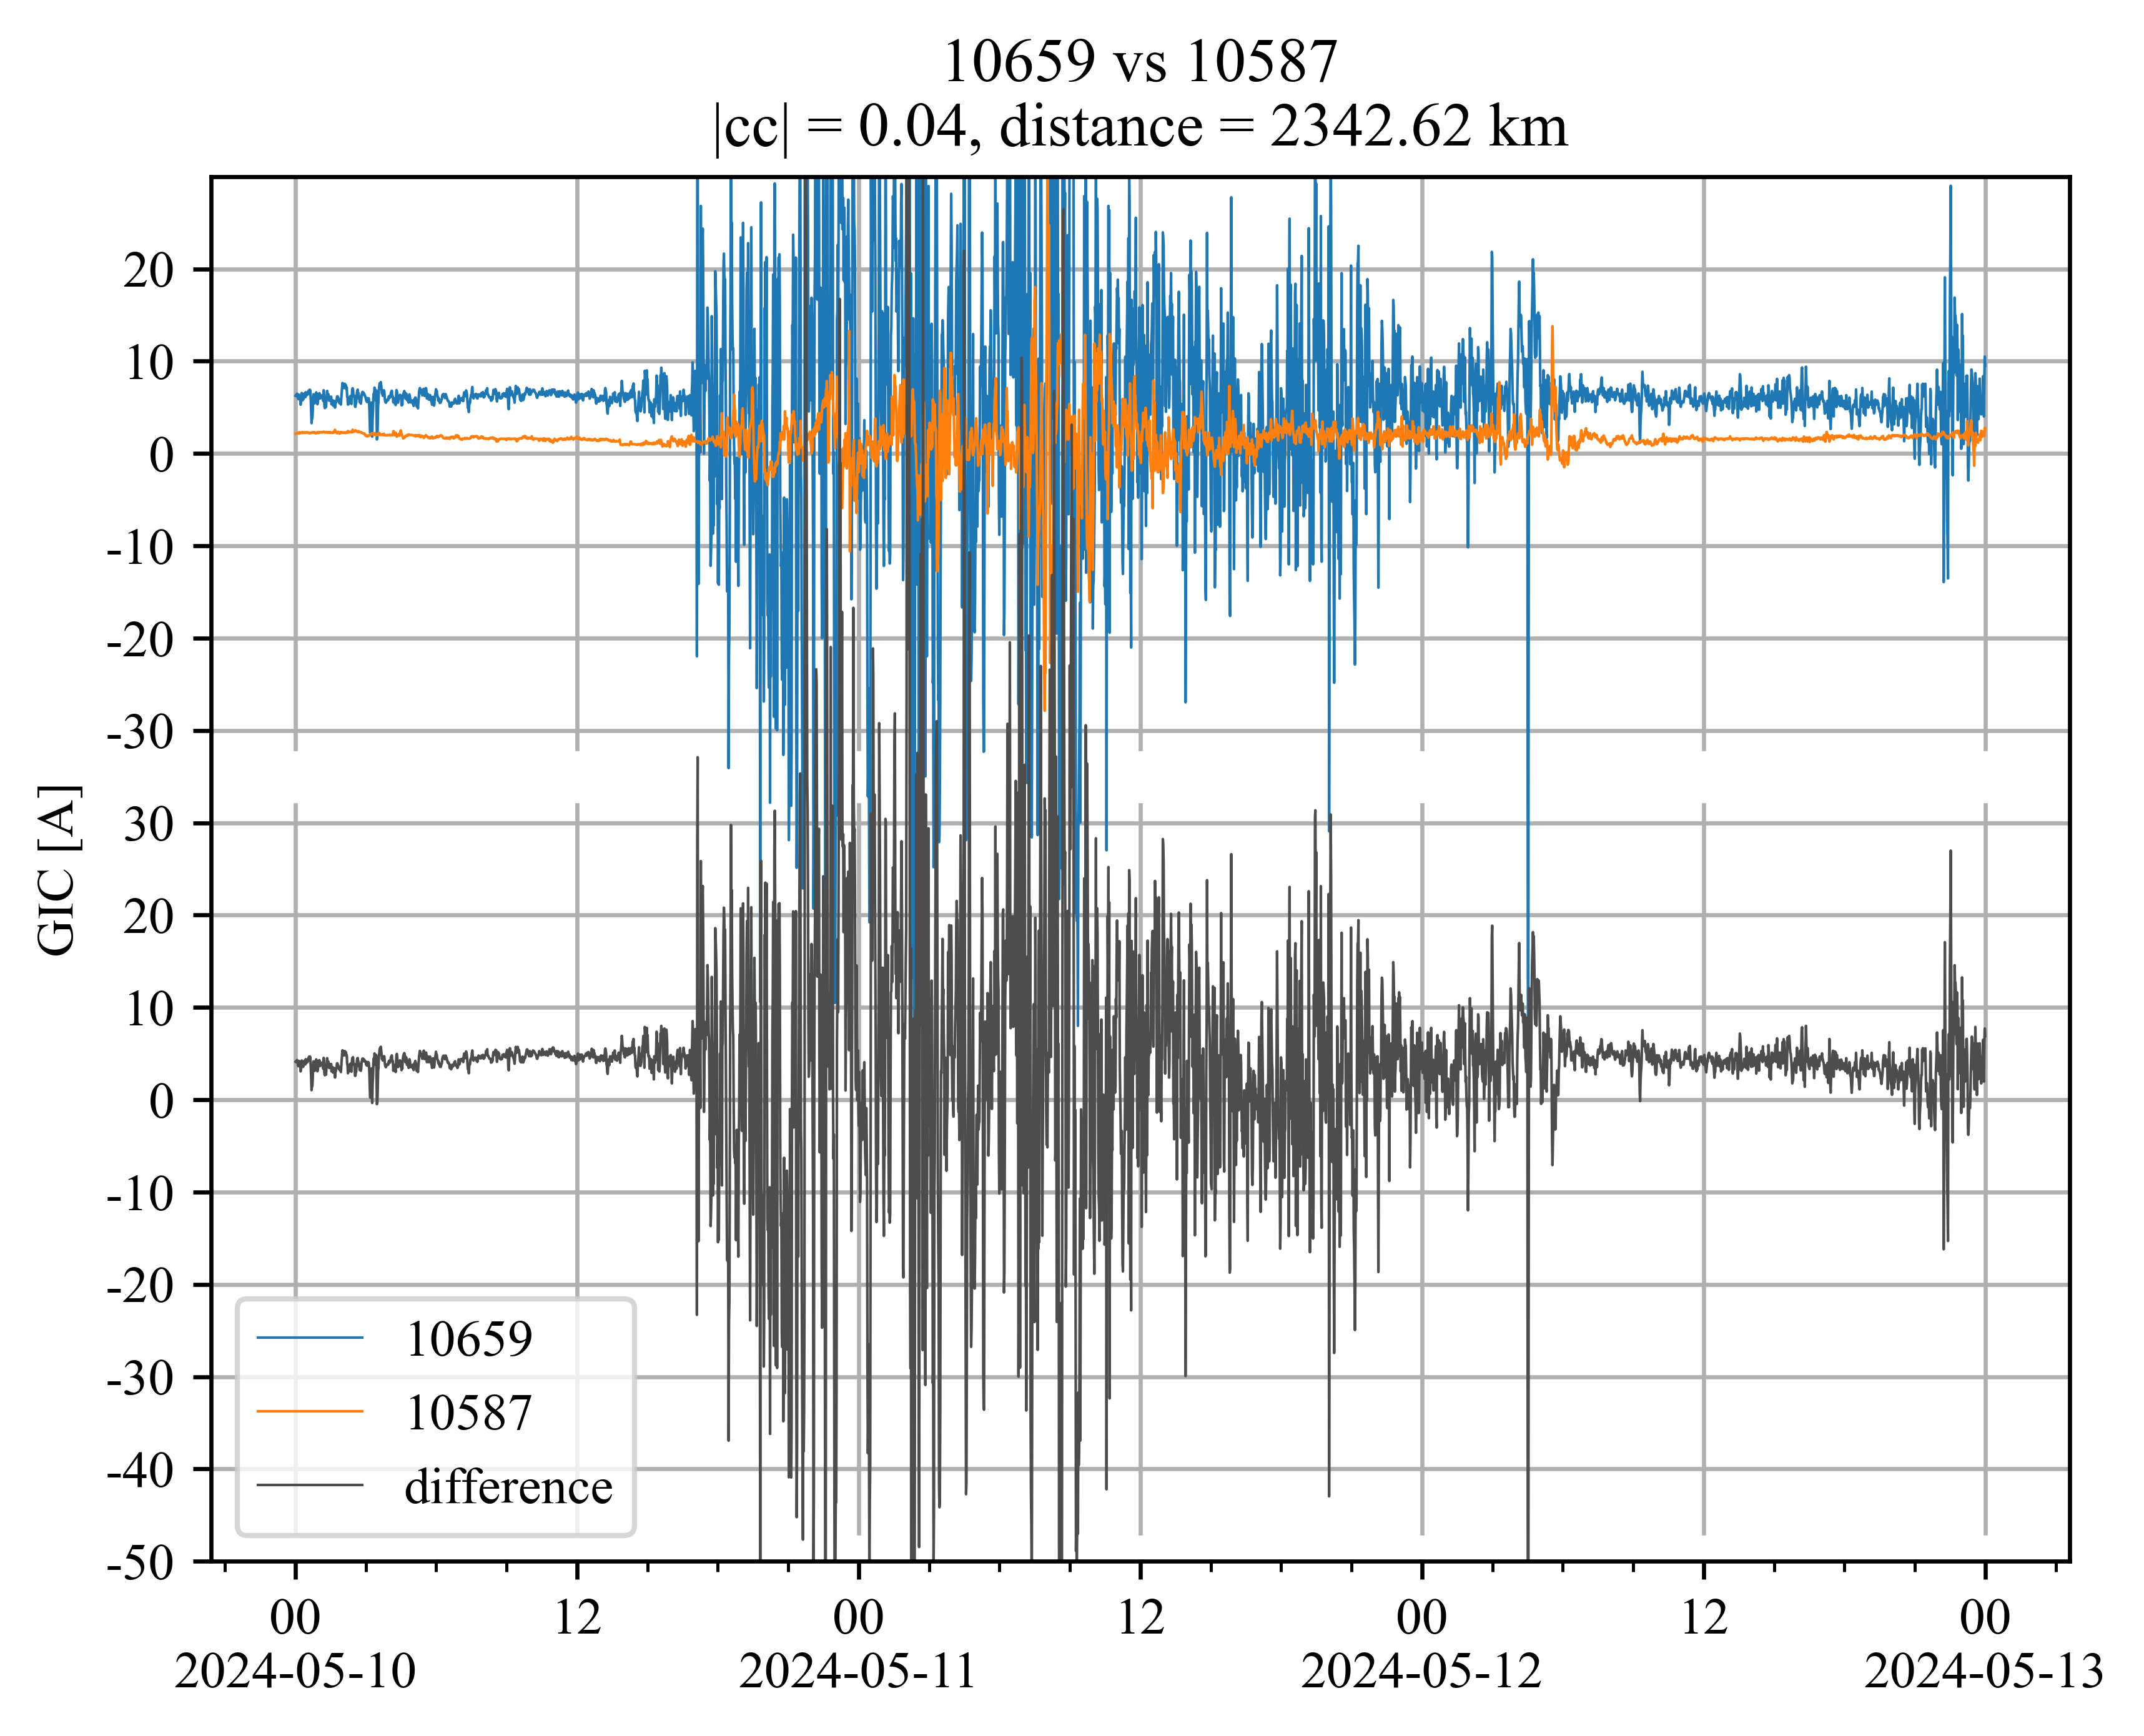 10659 vs 10587
|cc| = 0.04, distance = 2342.62 km
GIC [A]
20
10
0
-10
-20
-30
30
20
10
0
-10
-20
-30
-40
-50
10659
10587
difference
00 12 00 12 00 12 00
2024-05-10 2024-05-11 2024-05-12 2024-05-13